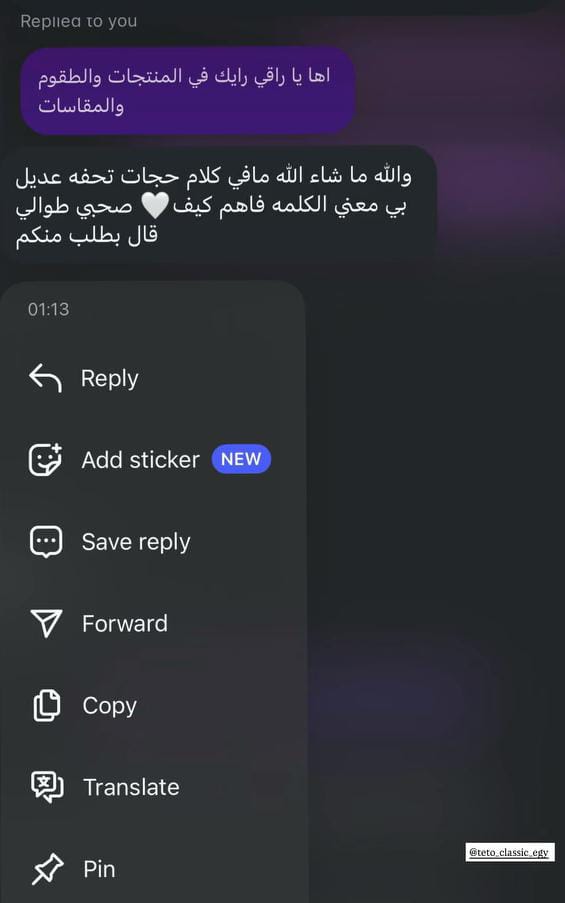 Replied to you
اها يا راقي رايك في المنتجات والطقوم
والمقاسات
والله ما شاء الله مافي كلام حجات تحفه عديل
بي معني الكلمه فاهم كيف🤍 صحبي طوالي
قال بطلب منكم
01:13
Reply
Add sticker NEW
Save reply
Forward
Copy
Translate
Pin
@teto_classic_egy